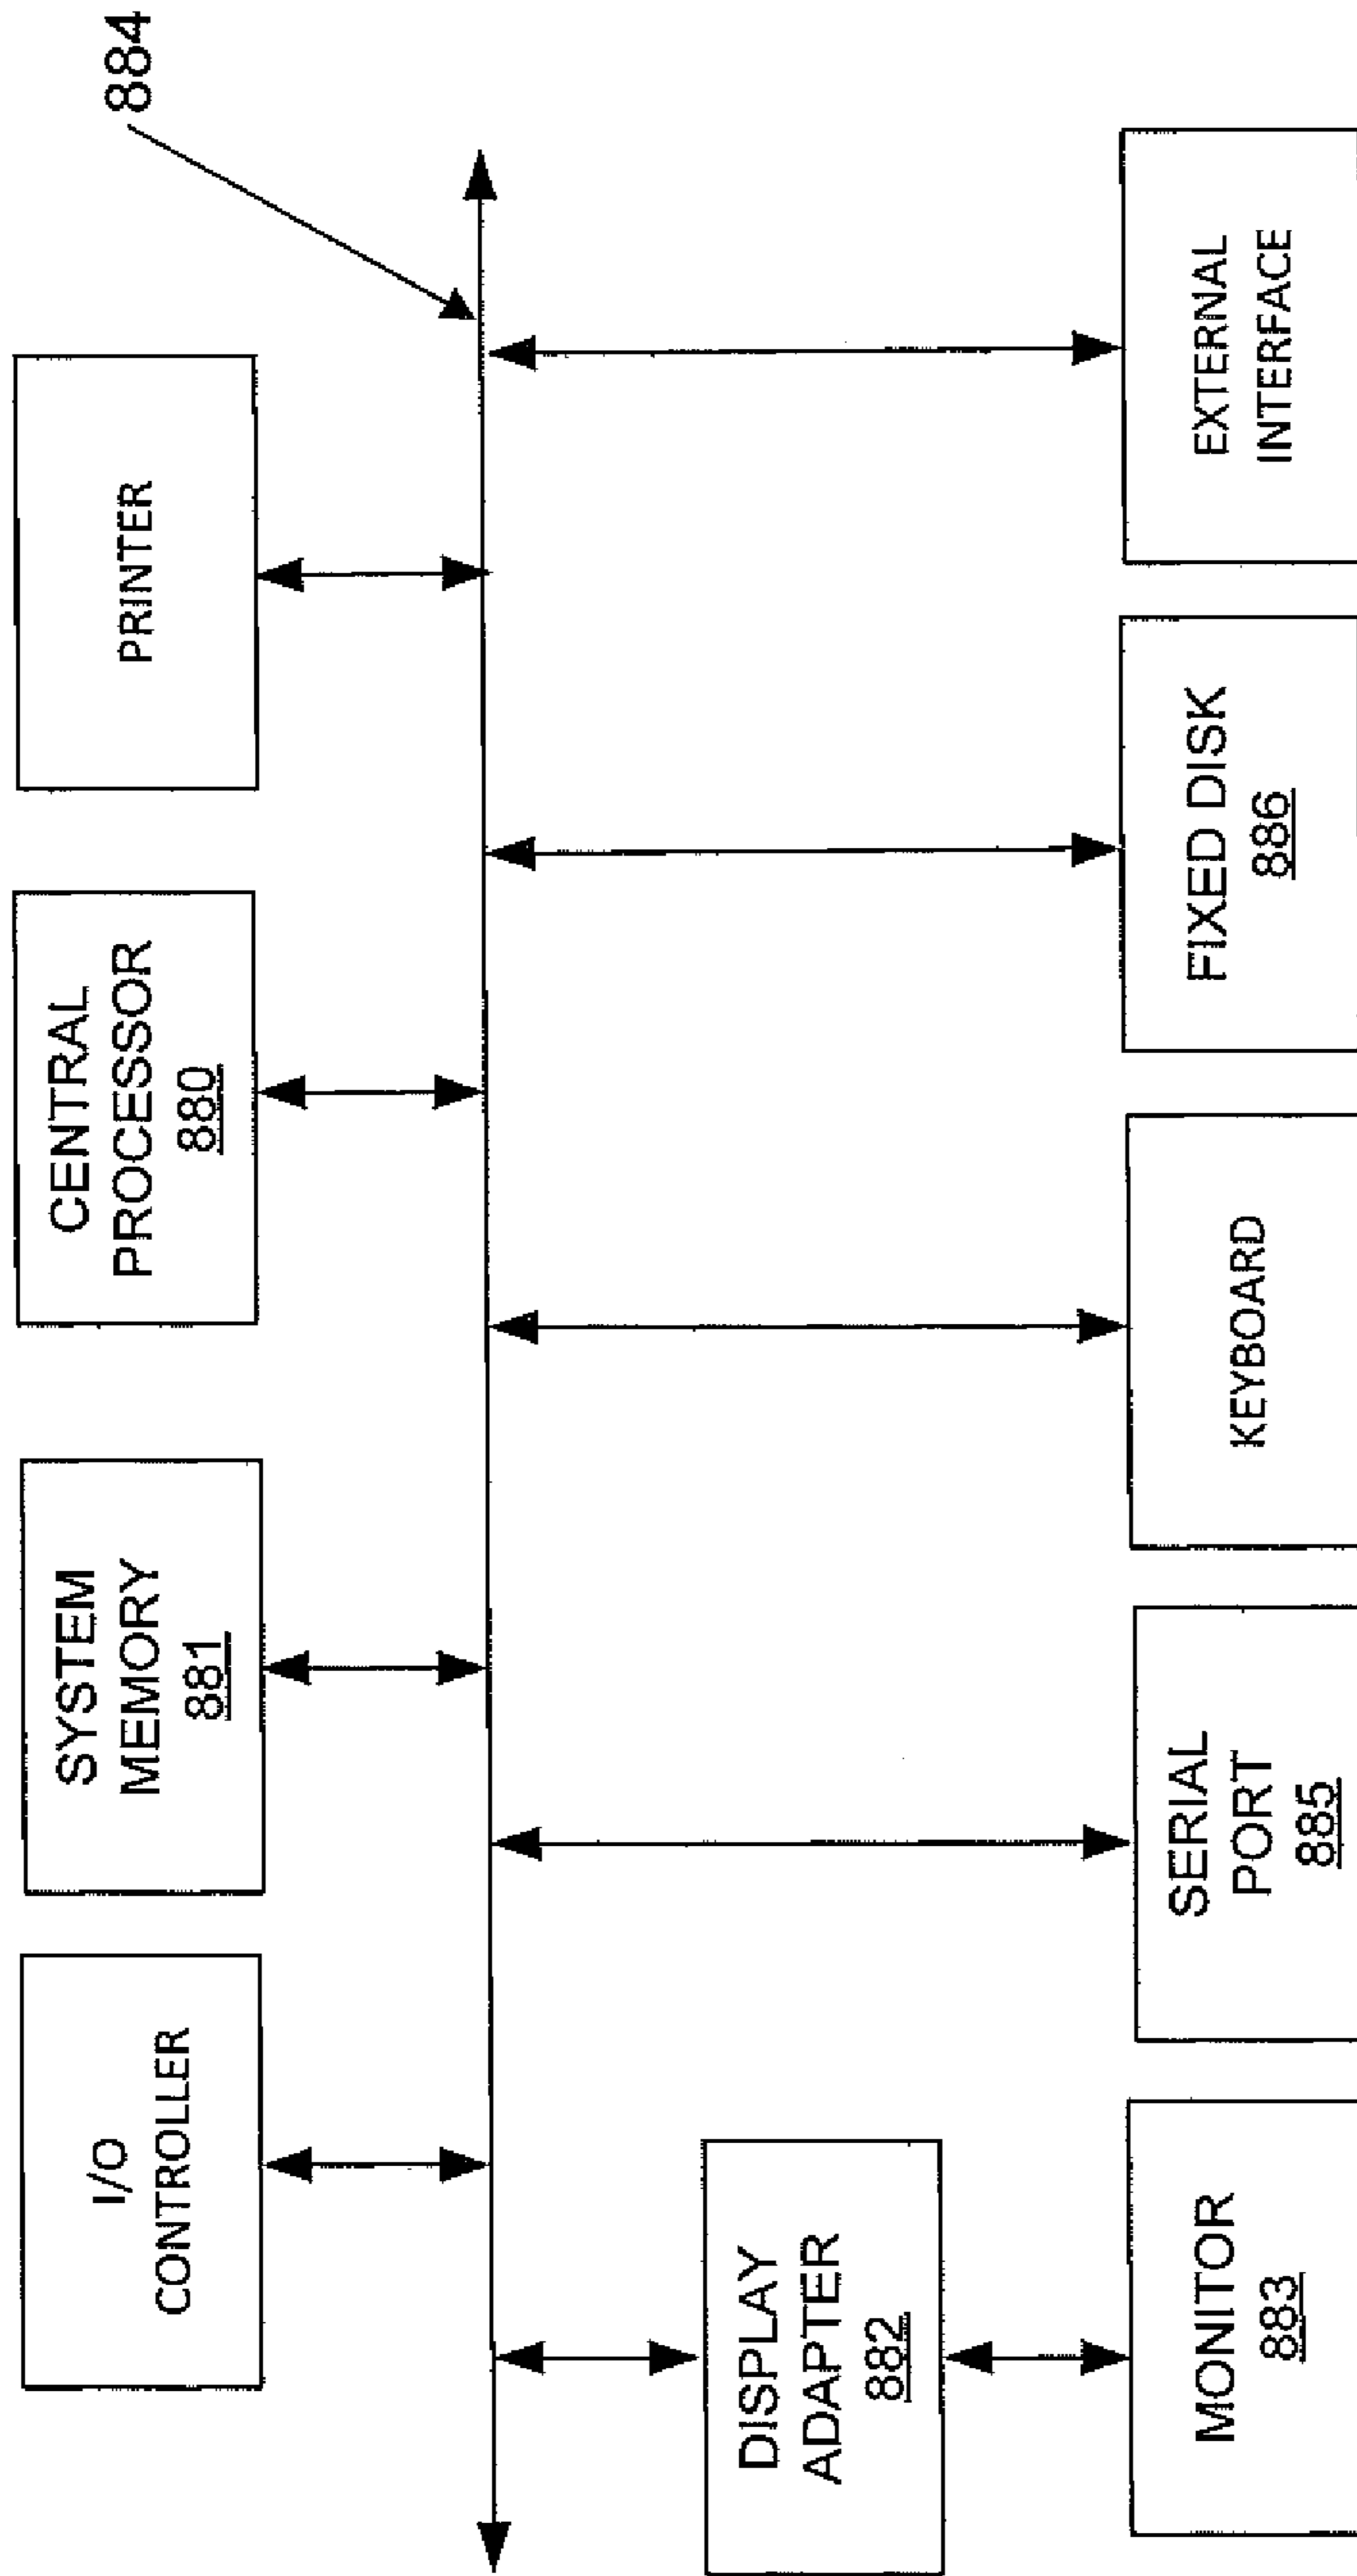 884
I/O
CONTROLLER
SYSTEM
MEMORY
881
CENTRAL
PROCESSOR
880
PRINTER
DISPLAY
ADAPTER
882
MONITOR
883
SERIAL
PORT
885
KEYBOARD
FIXED DISK
886
EXTERNAL
INTERFACE